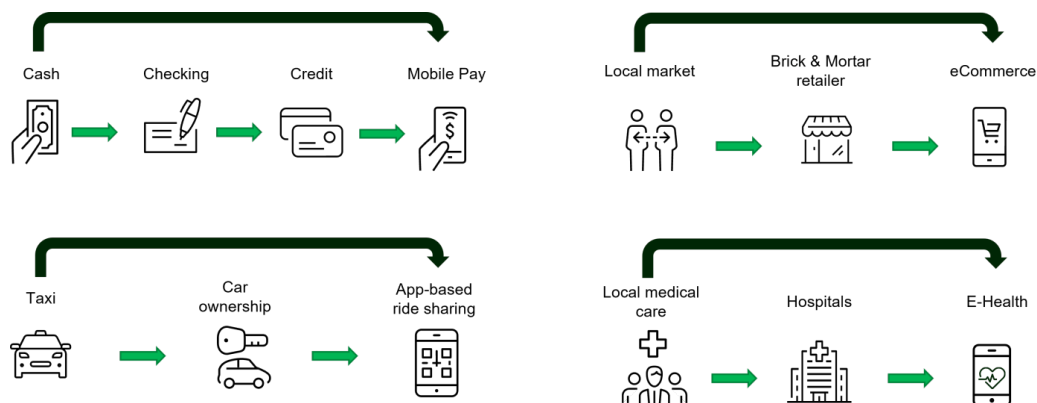 Cash
Checking
Credit
Mobile Pay
$
Local market
Brick & Mortar
retailer
eCommerce
Taxi
Car
ownership
App-based
ride sharing
Local medical
care
Hospitals
E-Health